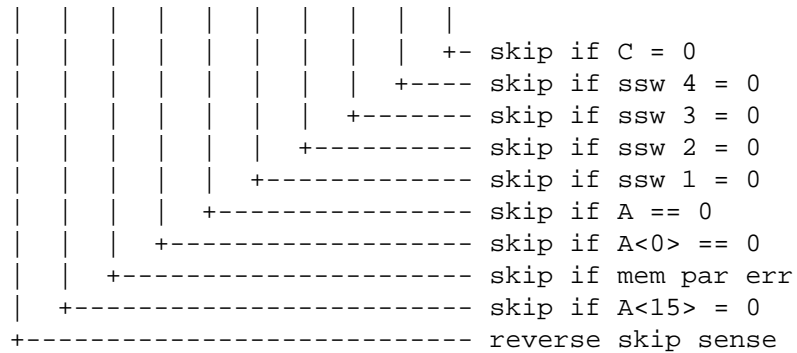 |  |  |  |  |  |  |  |  |  |
|  |  |  |  |  |  |  |  |  +- skip if C = 0
|  |  |  |  |  |  |  |  +---- skip if ssw 4 = 0
|  |  |  |  |  |  |  +------- skip if ssw 3 = 0
|  |  |  |  |  |  +---------- skip if ssw 2 = 0
|  |  |  |  |  +------------- skip if ssw 1 = 0
|  |  |  |  +---------------- skip if A == 0
|  |  |  +------------------- skip if A<0> == 0
|  |  +---------------------- skip if mem par err
|  +------------------------- skip if A<15> = 0
+---------------------------- reverse skip sense